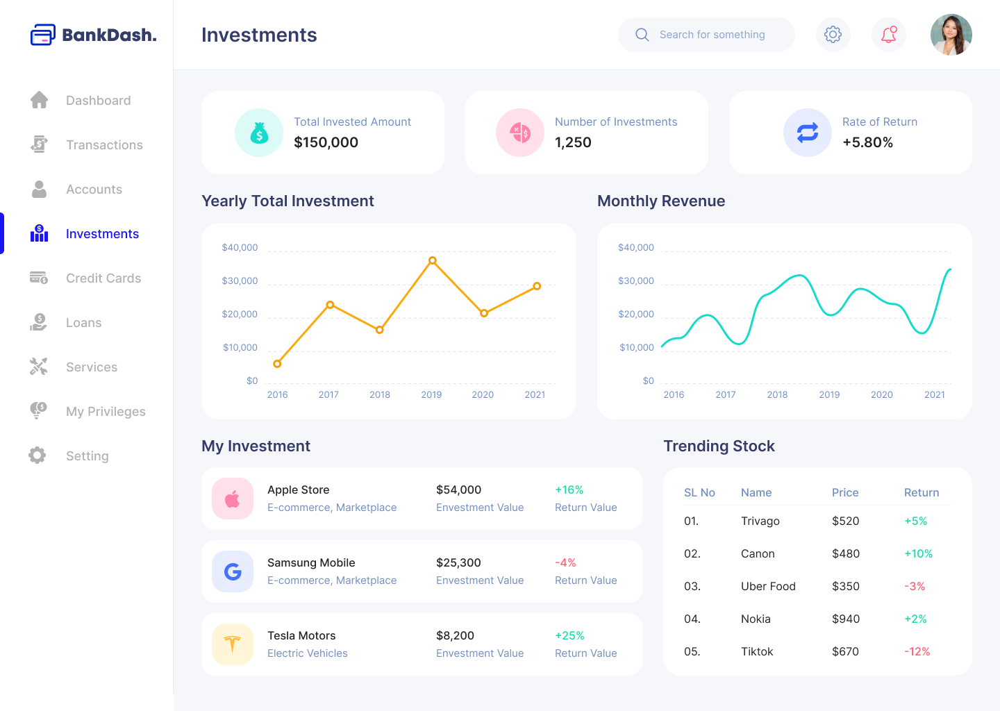 BankDash.
Investments
Search for something
Dashboard
Transactions
Accounts
Investments
Credit Cards
Loans
Services
My Privileges
Setting
Total Invested Amount
$150,000
Number of Investments
1,250
Rate of Return
+5.80%
Yearly Total Investment
$40,000
$30,000
$20,000
$10,000
$0
2016 2017 2018 2019 2020 2021
Monthly Revenue
$40,000
$30,000
$20,000
$10,000
$0
2016 2017 2018 2019 2020 2021
My Investment
Apple Store $54,000 +16%
E-commerce, Marketplace Envestment Value Return Value
Samsung Mobile $25,300 -4%
E-commerce, Marketplace Envestment Value Return Value
Tesla Motors $8,200 +25%
Electric Vehicles Envestment Value Return Value
Trending Stock
SL No Name Price Return
01. Trivago $520 +5%
02. Canon $480 +10%
03. Uber Food $350 -3%
04. Nokia $940 +2%
05. Tiktok $670 -12%